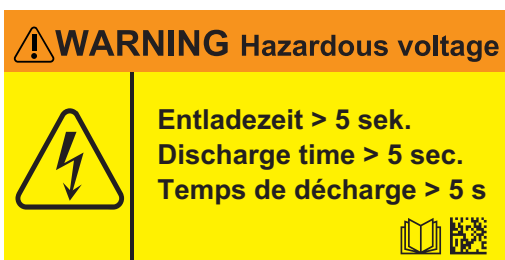 WARNING Hazardous voltage
Entladezeit > 5 sek.
Discharge time > 5 sec.
Temps de décharge > 5 s